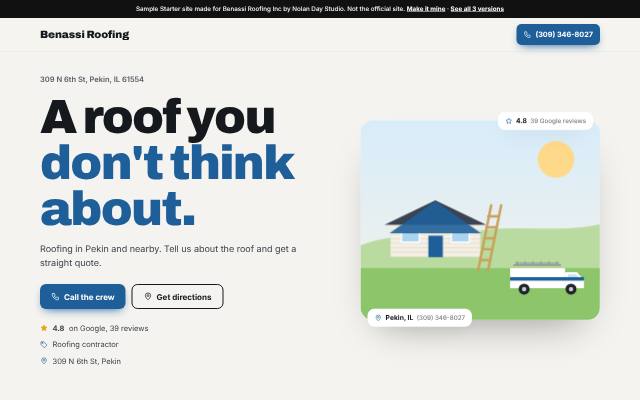 Sample Starter site made for Benassi Roofing Inc by Nolan Day Studio. Not the official site. Make it mine · See all 3 versions
Benassi Roofing
(309) 346-8027
309 N 6th St, Pekin, IL 61554
A roof you
don't think
about.
Roofing in Pekin and nearby. Tell us about the roof and get a
straight quote.
Call the crew
Get directions
4.8 on Google, 39 reviews
Roofing contractor
309 N 6th St, Pekin
4.8 39 Google reviews
Pekin, IL (309) 346-8027